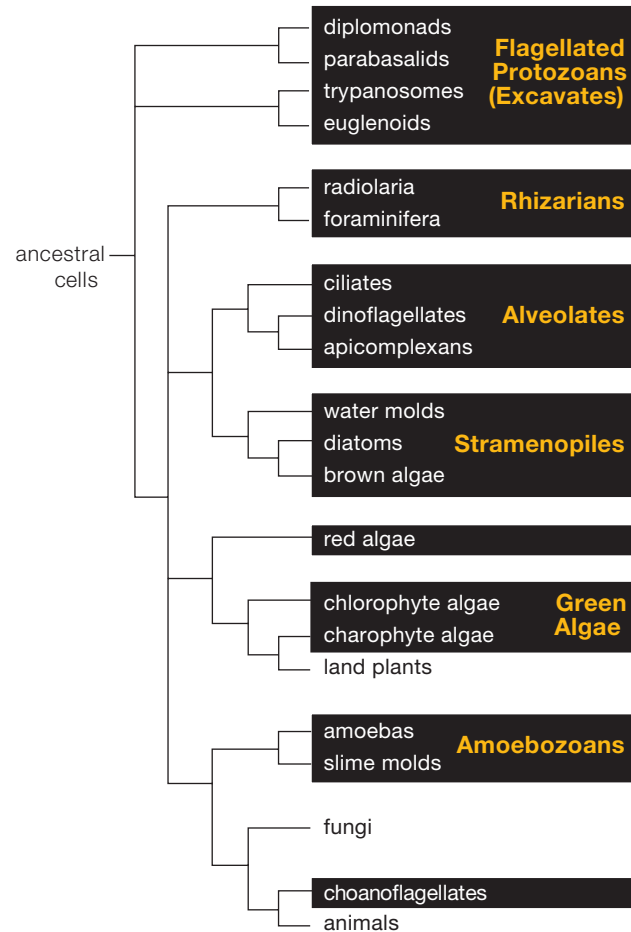 diplomonads
parabasalids
trypanosomes
euglenoids
Flagellated
Protozoans
(Excavates)
radiolaria
foraminifera
Rhizarians
ancestral
cells
ciliates
dinoflagellates
apicomplexans
Alveolates
water molds
diatoms
brown algae
Stramenopiles
red algae
chlorophyte algae
charophyte algae
Green
Algae
land plants
amoebas
slime molds
Amoebozoans
fungi
choanoflagellates
animals